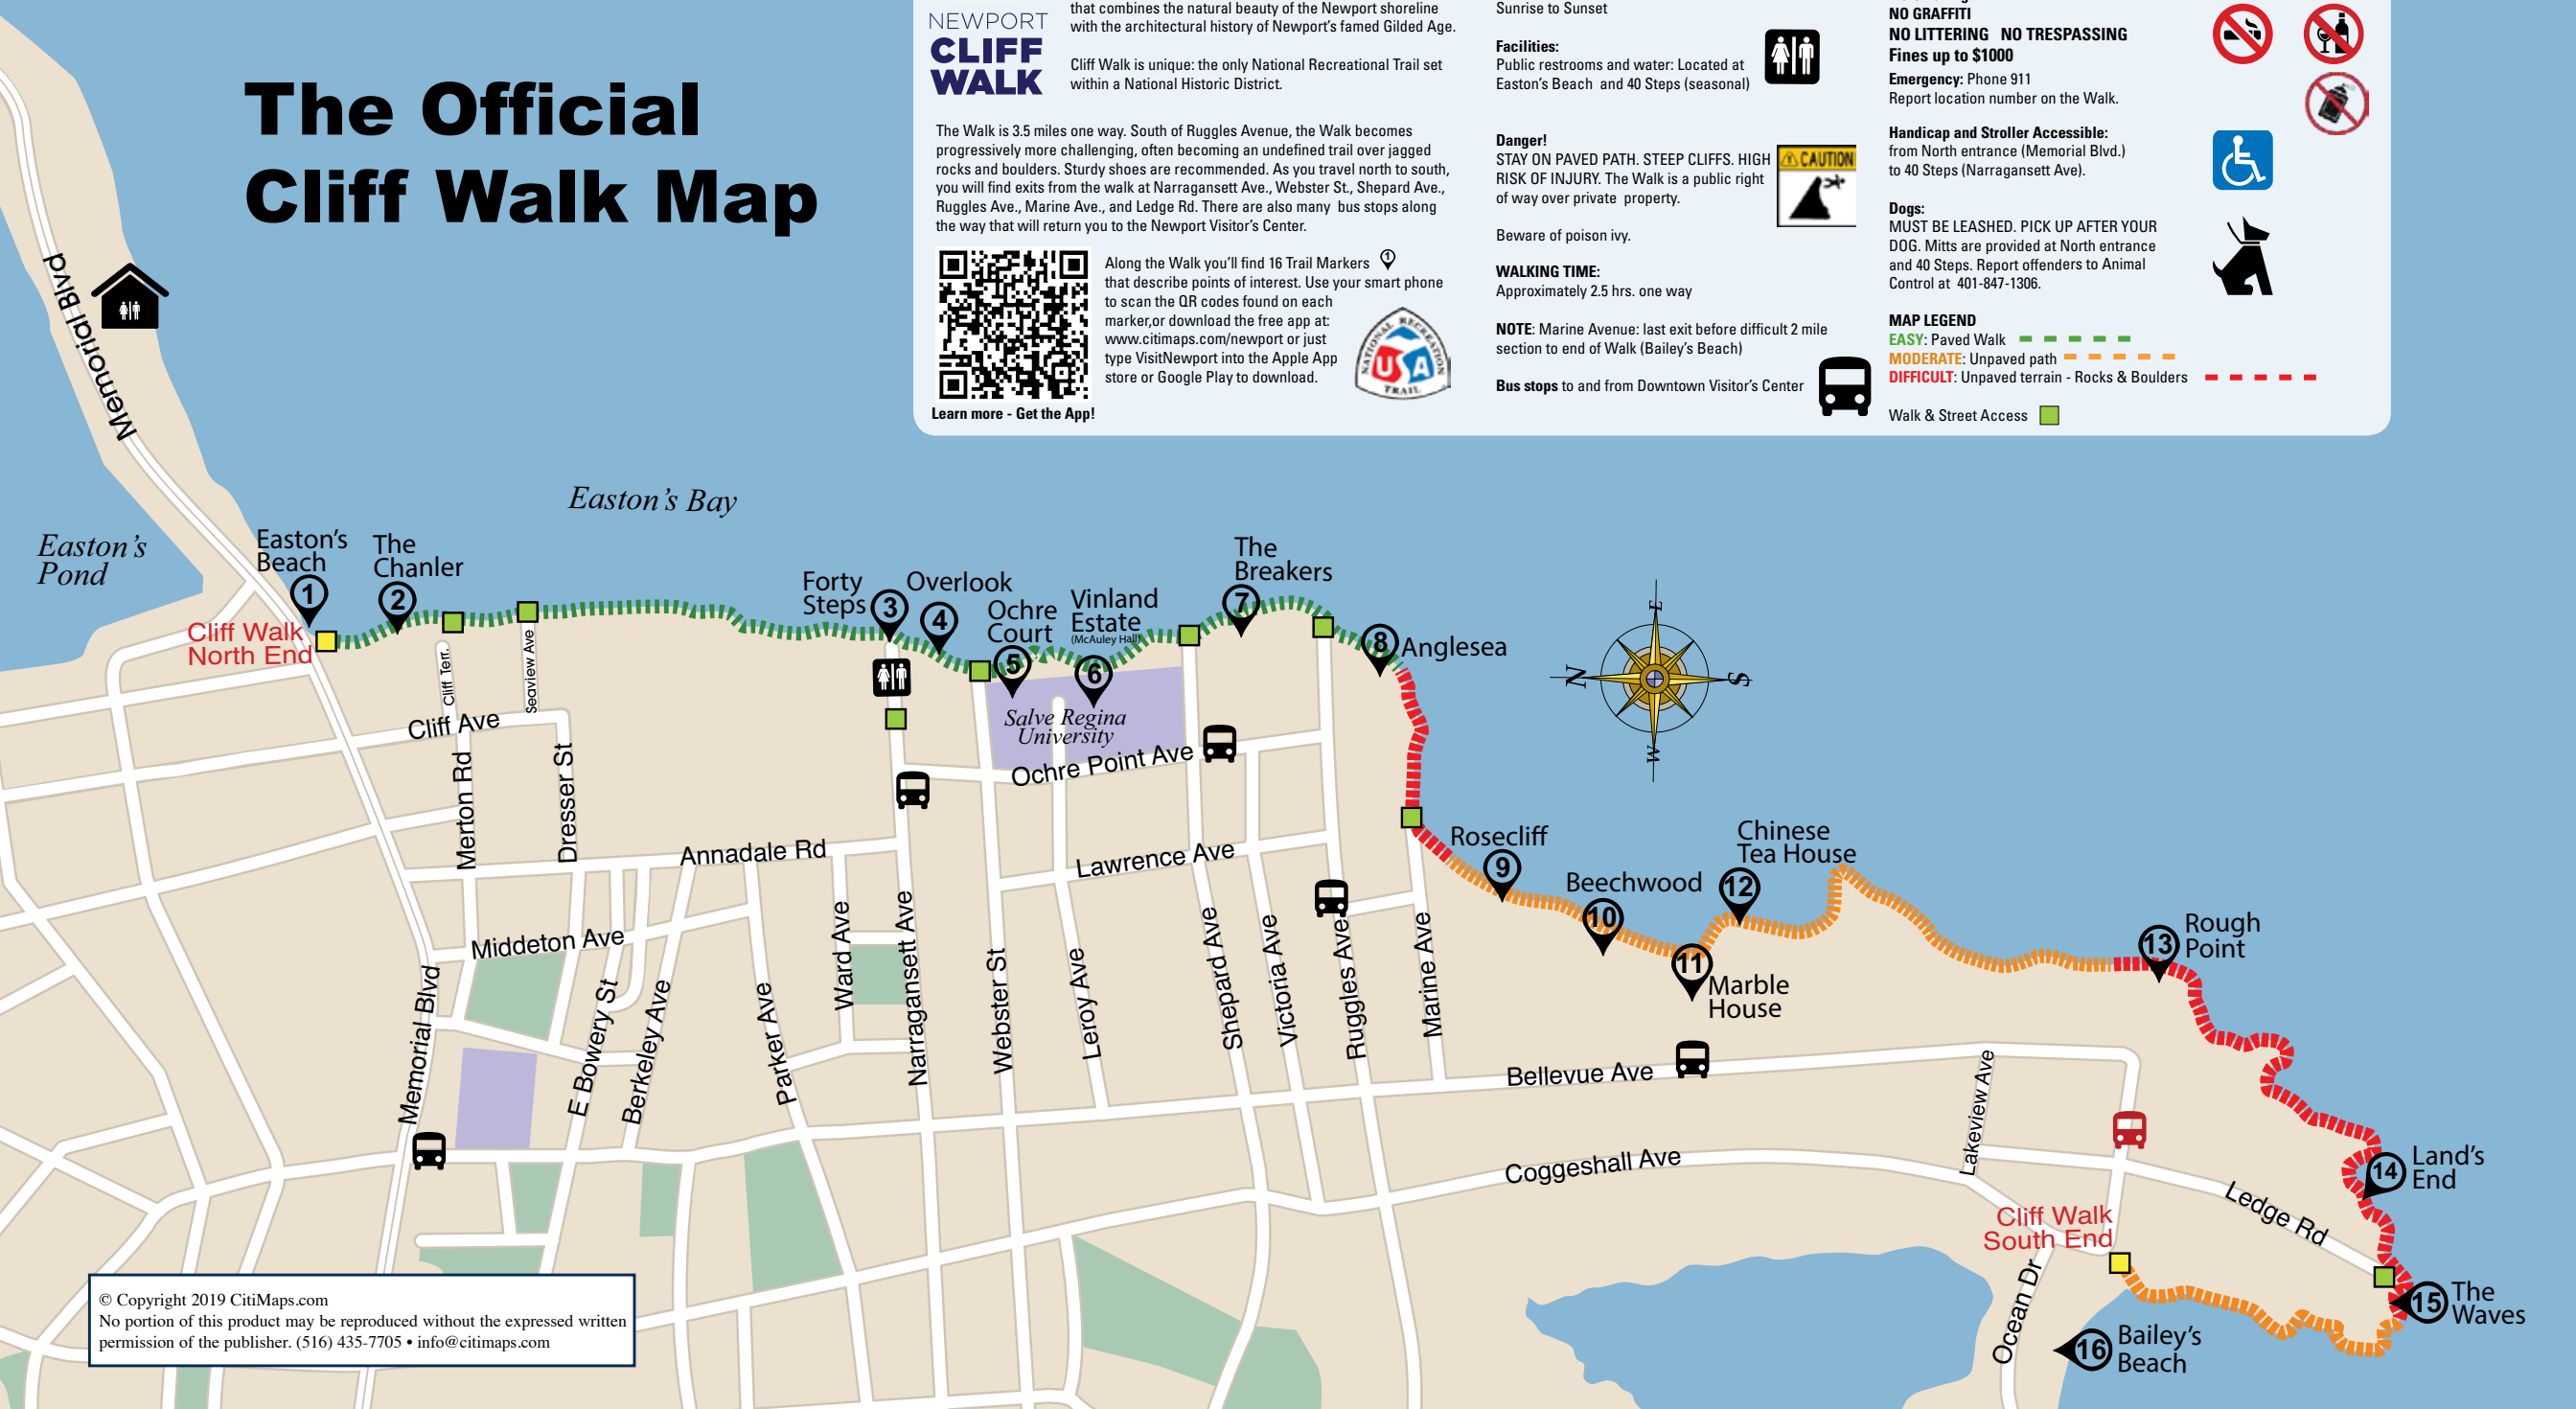 The Official
Cliff Walk Map
NEWPORT
CLIFF
WALK
that combines the natural beauty of the Newport shoreline
with the architectural history of Newport's famed Gilded Age.
Cliff Walk is unique: the only National Recreational Trail set
within a National Historic District.
The Walk is 3.5 miles one way. South of Ruggles Avenue, the Walk becomes
progressively more challenging, often becoming an undefined trail over jagged
rocks and boulders. Sturdy shoes are recommended. As you travel north to south,
you will find exits from the walk at Narragansett Ave., Webster St., Shepard Ave.,
Ruggles Ave., Marine Ave., and Ledge Rd. There are also many bus stops along
the way that will return you to the Newport Visitor's Center.
Along the Walk you'll find 16 Trail Markers 1
that describe points of interest. Use your smart phone
to scan the QR codes found on each
marker,or download the free app at:
www.citimaps.com/newport or just
type VisitNewport into the Apple App
store or Google Play to download.
Learn more - Get the App!
NATIONAL RECREATION
USA
TRAIL
Sunrise to Sunset
Facilities:
Public restrooms and water: Located at
Easton's Beach and 40 Steps (seasonal)
Danger!
STAY ON PAVED PATH. STEEP CLIFFS. HIGH
RISK OF INJURY. The Walk is a public right
of way over private property.
CAUTION
Beware of poison ivy.
WALKING TIME:
Approximately 2.5 hrs. one way
NOTE: Marine Avenue: last exit before difficult 2 mile
section to end of Walk (Bailey's Beach)
Bus stops to and from Downtown Visitor's Center
NO GRAFFITI
NO LITTERING NO TRESPASSING
Fines up to $1000
Emergency: Phone 911
Report location number on the Walk.
Handicap and Stroller Accessible:
from North entrance (Memorial Blvd.)
to 40 Steps (Narragansett Ave).
Dogs:
MUST BE LEASHED. PICK UP AFTER YOUR
DOG. Mitts are provided at North entrance
and 40 Steps. Report offenders to Animal
Control at 401-847-1306.
MAP LEGEND
EASY: Paved Walk
MODERATE: Unpaved path
DIFFICULT: Unpaved terrain - Rocks & Boulders
Walk & Street Access
Memorial Blvd
Easton's Bay
Easton's
Pond
Easton's
Beach
1
The
Chanler
2
Cliff Walk
North End
Forty
Steps
3
Overlook
4
Ochre
Court
5
Vinland
Estate
(McAuley Hall)
6
The
Breakers
7
8
Anglesea
Salve Regina
University
N
E
S
W
Rosecliff
9
Beechwood
10
11
Marble
House
Chinese
Tea House
12
13
Rough
Point
14
Land's
End
15
The
Waves
16
Bailey's
Beach
Cliff Walk
South End
Cliff Terr.
Seaview Ave
Cliff Ave
Merton Rd
Dresser St
Annadale Rd
Middeton Ave
Memorial Blvd
E Bowery St
Berkeley Ave
Parker Ave
Ward Ave
Narragansett Ave
Webster St
Leroy Ave
Ochre Point Ave
Lawrence Ave
Shepard Ave
Victoria Ave
Ruggles Ave
Marine Ave
Bellevue Ave
Coggeshall Ave
Lakeview Ave
Ledge Rd
Ocean Dr
© Copyright 2019 CitiMaps.com
No portion of this product may be reproduced without the expressed written
permission of the publisher. (516) 435-7705 • info@citimaps.com